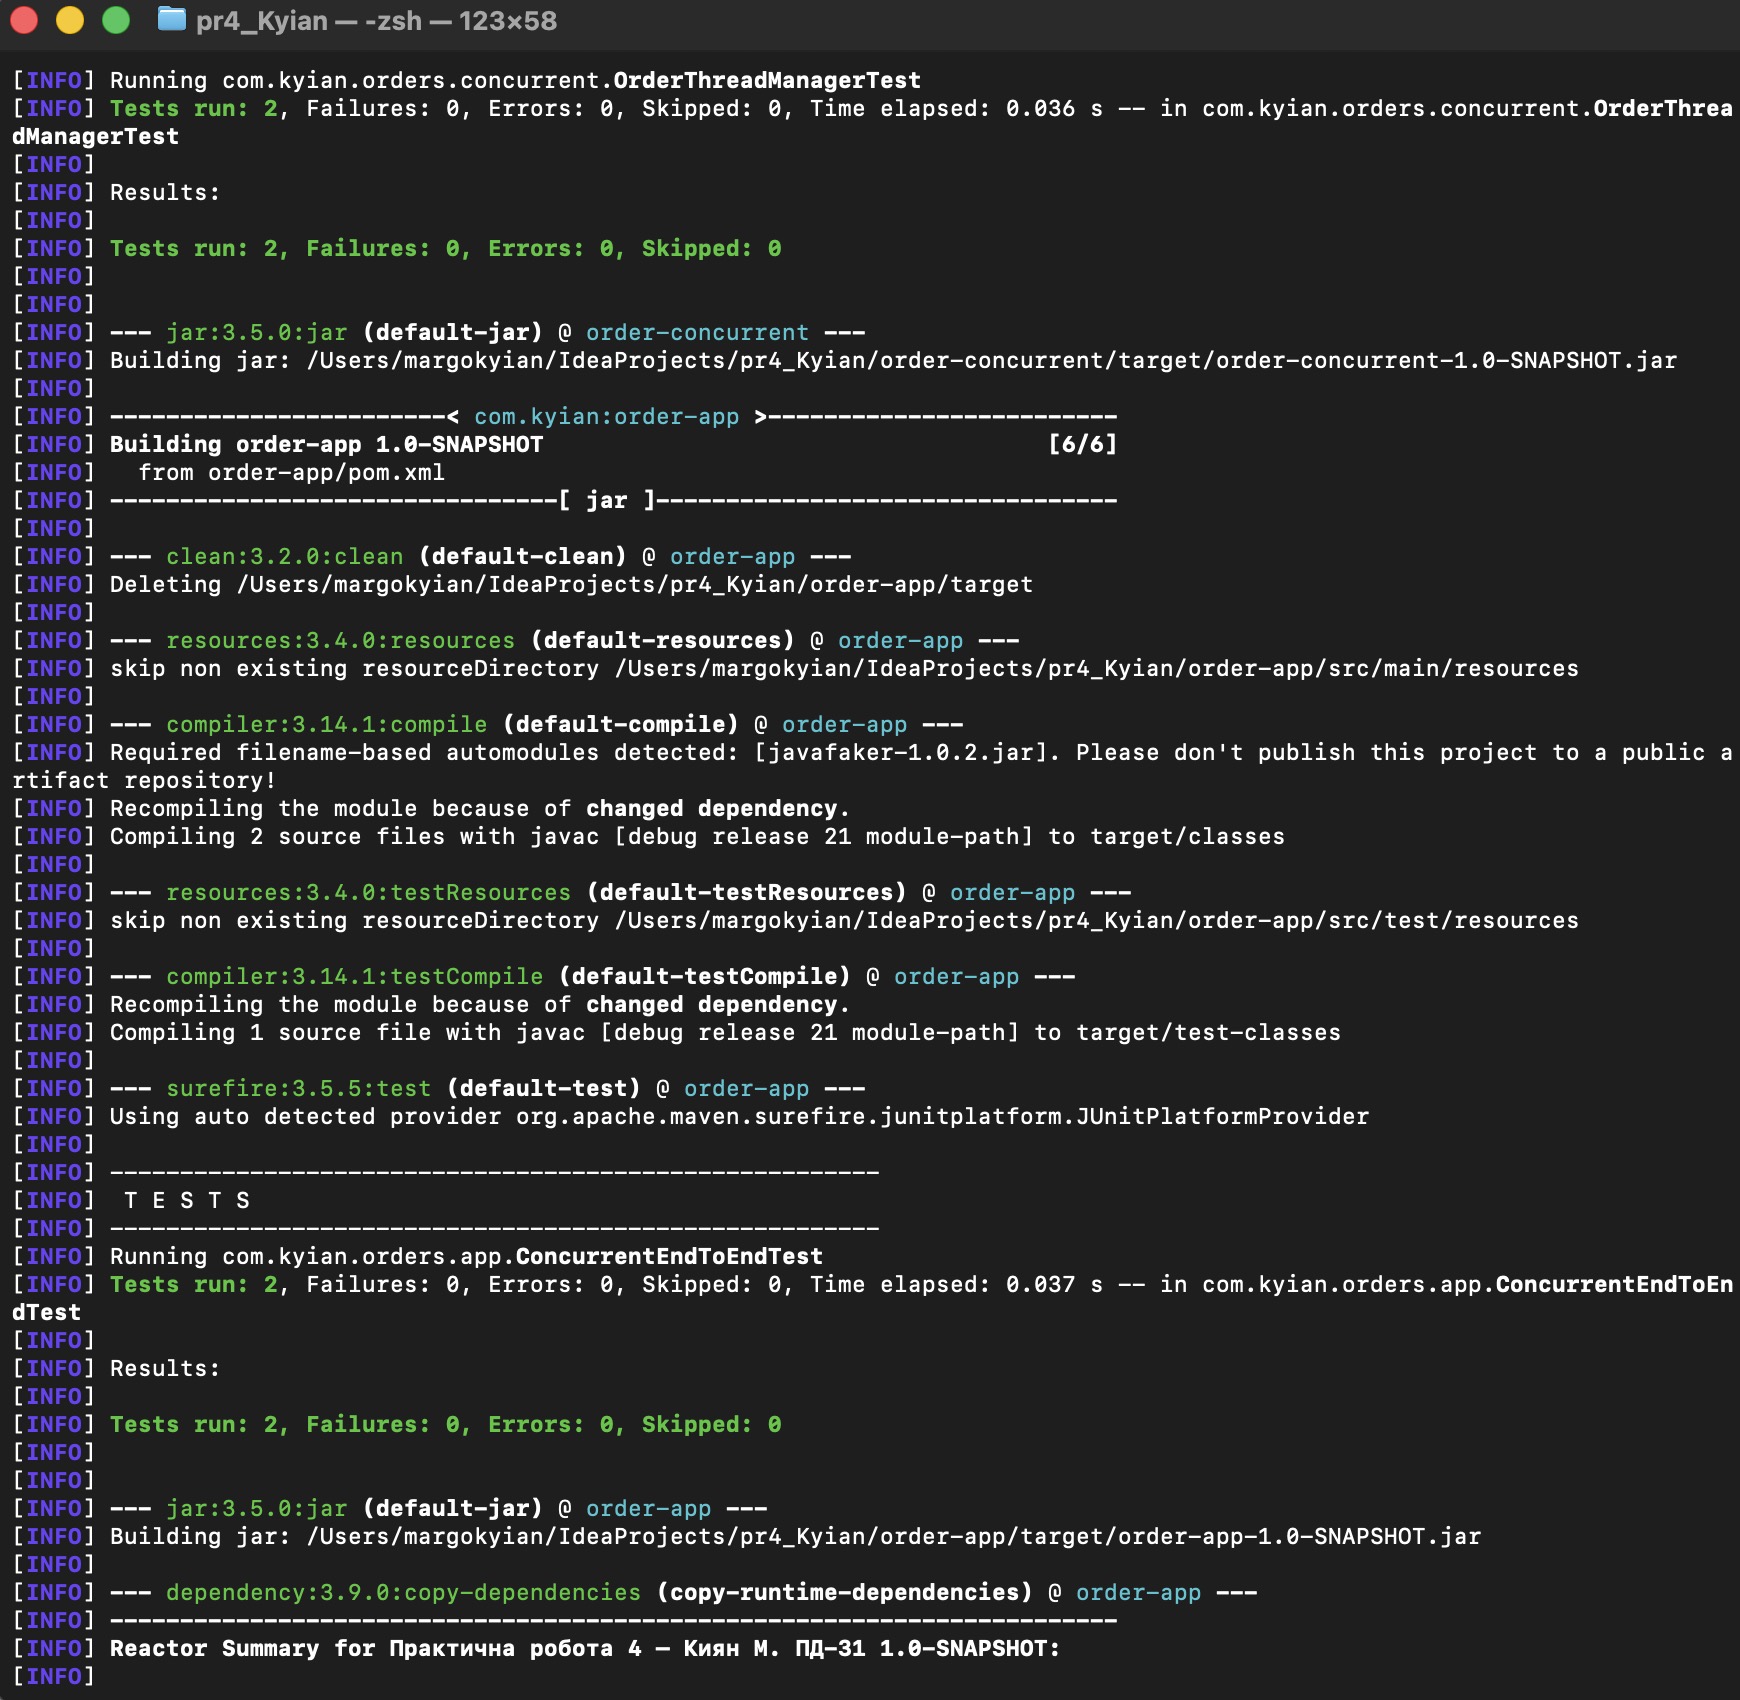 pr4_Kyian — -zsh — 123×58
[INFO] Running com.kyian.orders.concurrent.OrderThreadManagerTest
[INFO] Tests run: 2, Failures: 0, Errors: 0, Skipped: 0, Time elapsed: 0.036 s -- in com.kyian.orders.concurrent.OrderThrea
dManagerTest
[INFO]
[INFO] Results:
[INFO]
[INFO] Tests run: 2, Failures: 0, Errors: 0, Skipped: 0
[INFO]
[INFO]
[INFO] --- jar:3.5.0:jar (default-jar) @ order-concurrent ---
[INFO] Building jar: /Users/margokyian/IdeaProjects/pr4_Kyian/order-concurrent/target/order-concurrent-1.0-SNAPSHOT.jar
[INFO]
[INFO] ------------------------< com.kyian:order-app >-------------------------
[INFO] Building order-app 1.0-SNAPSHOT                                    [6/6]
[INFO]   from order-app/pom.xml
[INFO] --------------------------------[ jar ]---------------------------------
[INFO]
[INFO] --- clean:3.2.0:clean (default-clean) @ order-app ---
[INFO] Deleting /Users/margokyian/IdeaProjects/pr4_Kyian/order-app/target
[INFO]
[INFO] --- resources:3.4.0:resources (default-resources) @ order-app ---
[INFO] skip non existing resourceDirectory /Users/margokyian/IdeaProjects/pr4_Kyian/order-app/src/main/resources
[INFO]
[INFO] --- compiler:3.14.1:compile (default-compile) @ order-app ---
[INFO] Required filename-based automodules detected: [javafaker-1.0.2.jar]. Please don't publish this project to a public a
rtifact repository!
[INFO] Recompiling the module because of changed dependency.
[INFO] Compiling 2 source files with javac [debug release 21 module-path] to target/classes
[INFO]
[INFO] --- resources:3.4.0:testResources (default-testResources) @ order-app ---
[INFO] skip non existing resourceDirectory /Users/margokyian/IdeaProjects/pr4_Kyian/order-app/src/test/resources
[INFO]
[INFO] --- compiler:3.14.1:testCompile (default-testCompile) @ order-app ---
[INFO] Recompiling the module because of changed dependency.
[INFO] Compiling 1 source file with javac [debug release 21 module-path] to target/test-classes
[INFO]
[INFO] --- surefire:3.5.5:test (default-test) @ order-app ---
[INFO] Using auto detected provider org.apache.maven.surefire.junitplatform.JUnitPlatformProvider
[INFO]
[INFO] -------------------------------------------------------
[INFO]  T E S T S
[INFO] -------------------------------------------------------
[INFO] Running com.kyian.orders.app.ConcurrentEndToEndTest
[INFO] Tests run: 2, Failures: 0, Errors: 0, Skipped: 0, Time elapsed: 0.037 s -- in com.kyian.orders.app.ConcurrentEndToEn
dTest
[INFO]
[INFO] Results:
[INFO]
[INFO] Tests run: 2, Failures: 0, Errors: 0, Skipped: 0
[INFO]
[INFO]
[INFO] --- jar:3.5.0:jar (default-jar) @ order-app ---
[INFO] Building jar: /Users/margokyian/IdeaProjects/pr4_Kyian/order-app/target/order-app-1.0-SNAPSHOT.jar
[INFO]
[INFO] --- dependency:3.9.0:copy-dependencies (copy-runtime-dependencies) @ order-app ---
[INFO] ------------------------------------------------------------------------
[INFO] Reactor Summary for Практична робота 4 — Киян М. ПД-31 1.0-SNAPSHOT:
[INFO]